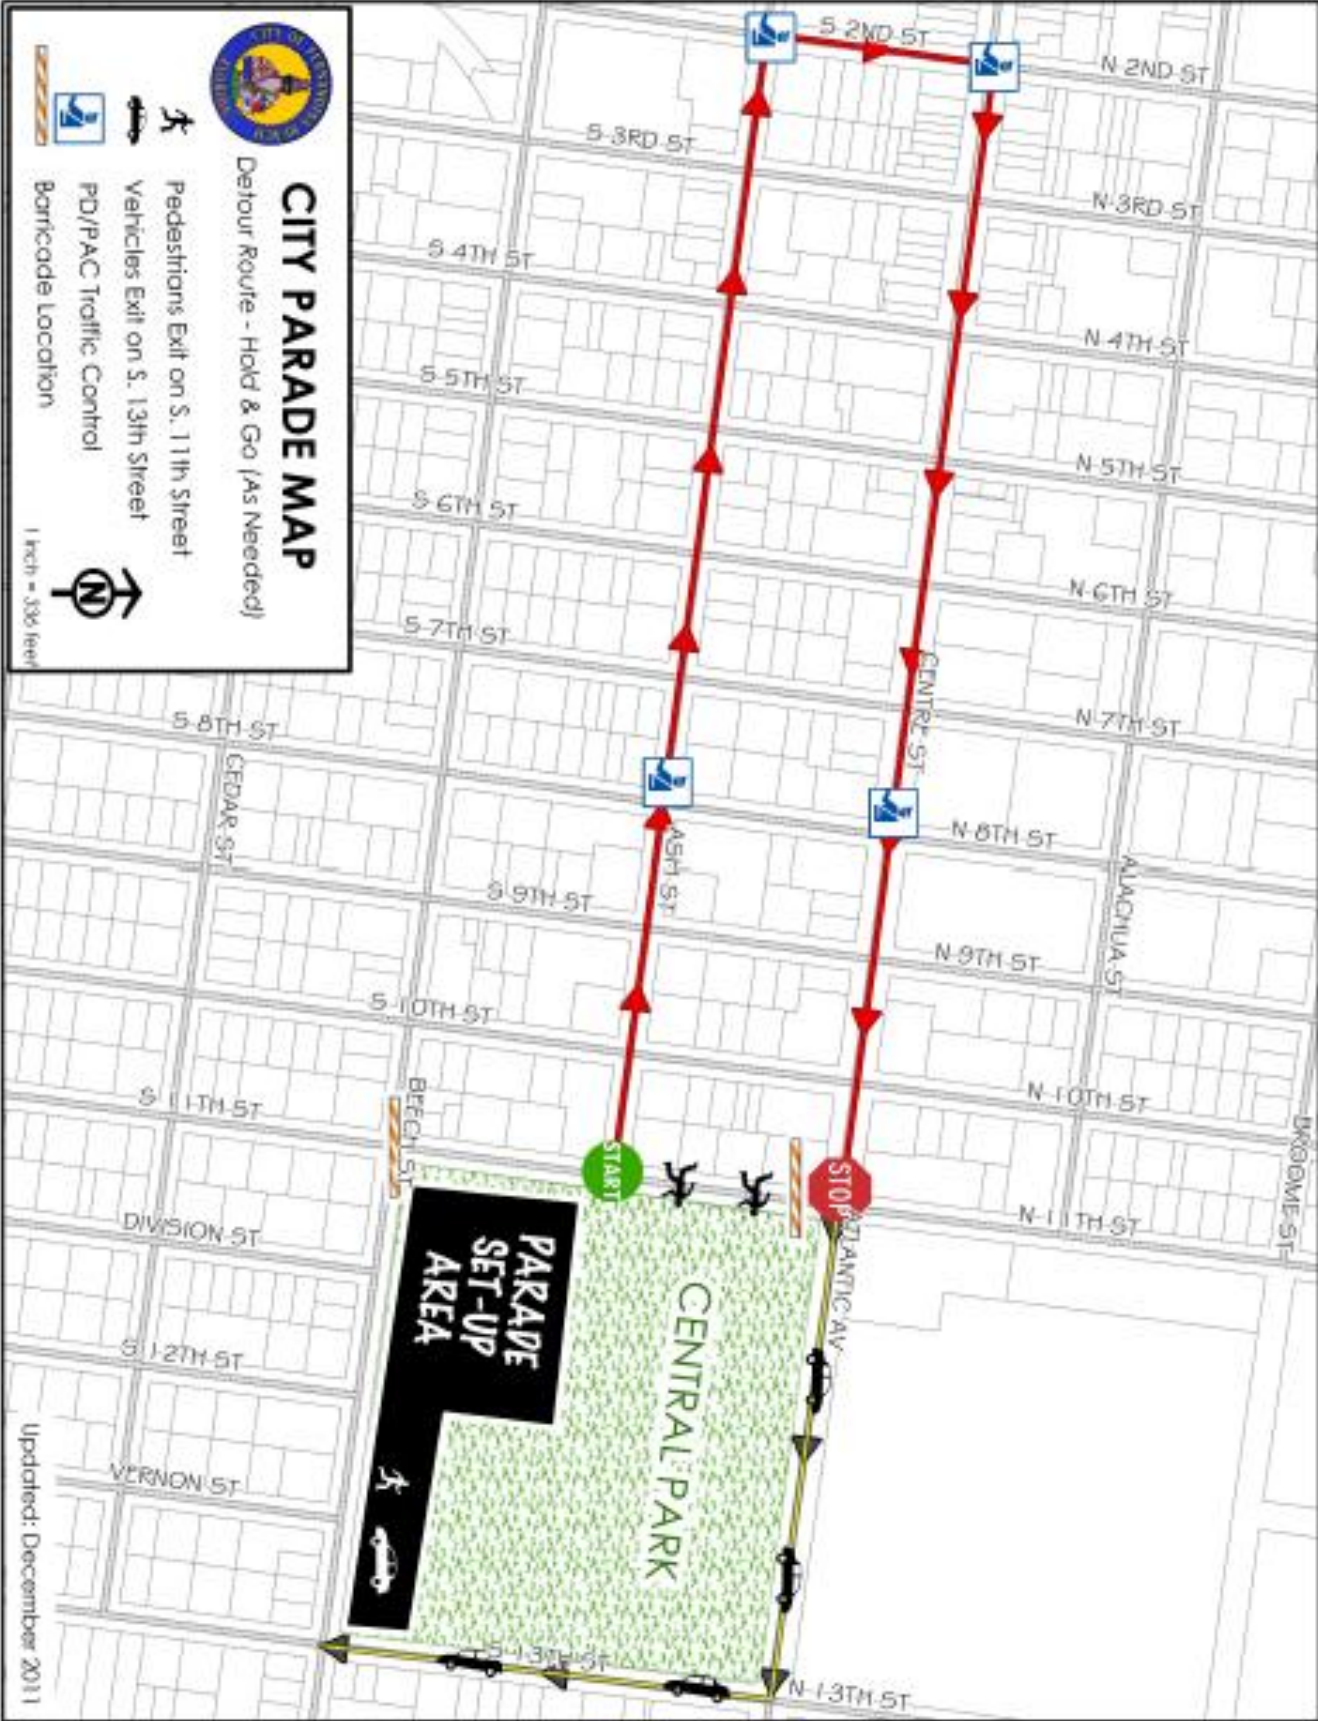 CITY PARADE MAP
Detour Route - Hold & Go (As Needed)
Pedestrians Exit on S. 11th Street
Vehicles Exit on S. 13th Street
PD/PAC Traffic Control
Barricade Location
N
1 inch = 336 feet
S 2ND ST
N 2ND ST
S 3RD ST
N 3RD ST
S 4TH ST
N 4TH ST
S 5TH ST
N 5TH ST
S 6TH ST
N 6TH ST
S 7TH ST
N 7TH ST
CENTRE ST
S 8TH ST
N 8TH ST
CEDAR ST
ASH ST
ALACHUA ST
S 9TH ST
N 9TH ST
S 10TH ST
N 10TH ST
S 11TH ST
N 11TH ST
BEECH ST
BROOME ST
START
STOP
ATLANTIC AV
DIVISION ST
PARADE
SET-UP
AREA
CENTRAL PARK
S 12TH ST
VERNON ST
S 13TH ST
N 13TH ST
Updated: December 2011